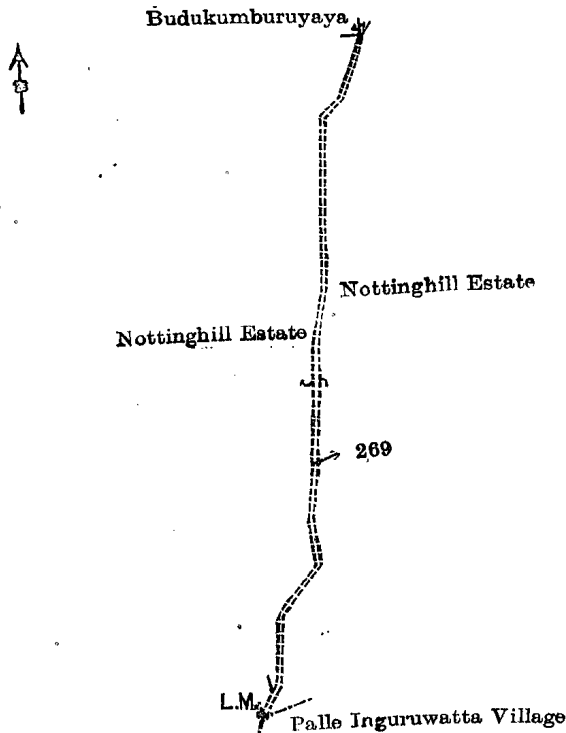 Budukumburuyaya
Nottinghill Estate
Nottinghill Estate
269
L.M.
Palle Inguruwatta Village